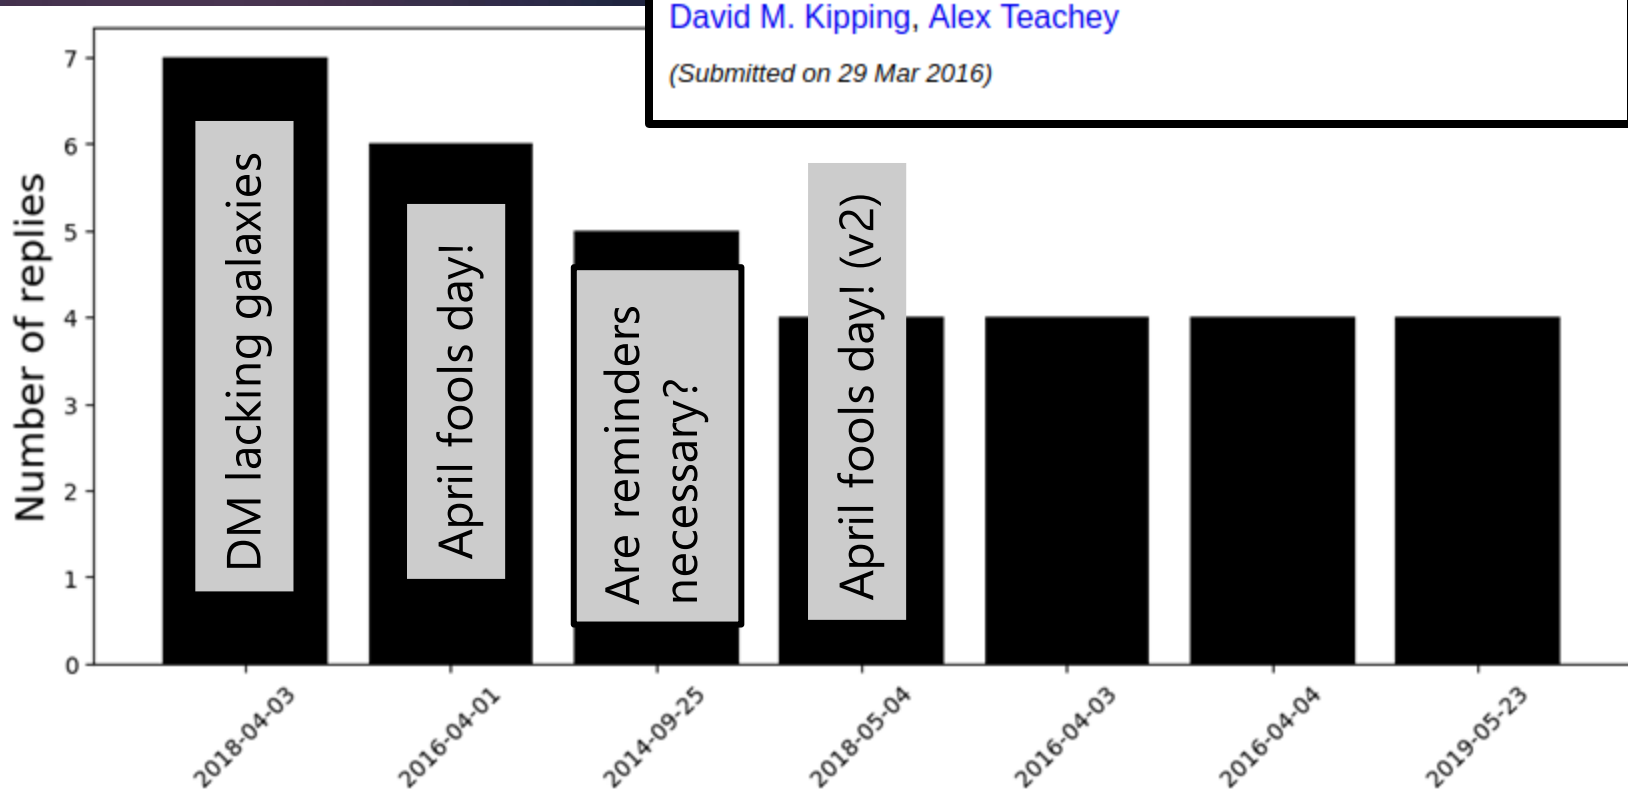 David M. Kipping, Alex Teachey
(Submitted on 29 Mar 2016)
Number of replies
7
6
5
4
3
2
1
0
DM lacking galaxies
April fools day!
Are reminders
necessary?
April fools day! (v2)
2018-04-03
2016-04-01
2014-09-25
2018-05-04
2016-04-03
2016-04-04
2019-05-23